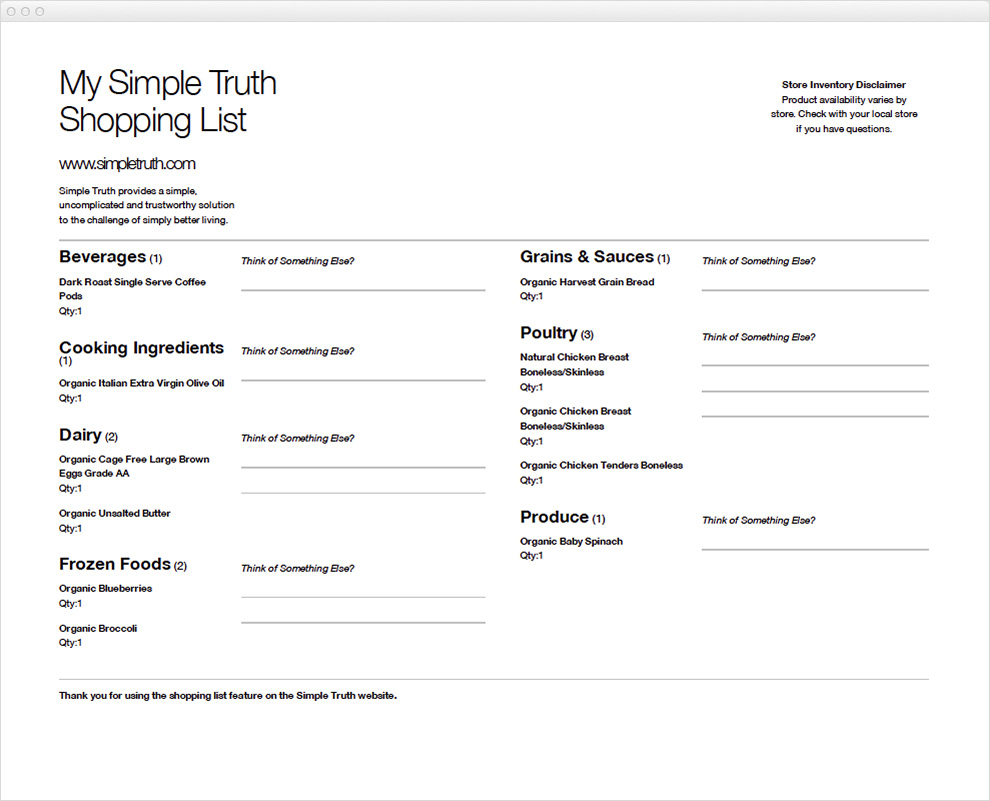 My Simple Truth
Shopping List
www.simpletruth.com
Simple Truth provides a simple,
uncomplicated and trustworthy solution
to the challenge of simply better living.
Store Inventory Disclaimer
Product availability varies by
store. Check with your local store
if you have questions.
Beverages (1)
Think of Something Else?
Dark Roast Single Serve Coffee
Pods
Qty:1
Cooking Ingredients
(1)
Think of Something Else?
Organic Italian Extra Virgin Olive Oil
Qty:1
Dairy (2)
Think of Something Else?
Organic Cage Free Large Brown
Eggs Grade AA
Qty:1
Organic Unsalted Butter
Qty:1
Frozen Foods (2)
Think of Something Else?
Organic Blueberries
Qty:1
Organic Broccoli
Qty:1
Grains & Sauces (1)
Think of Something Else?
Organic Harvest Grain Bread
Qty:1
Poultry (3)
Think of Something Else?
Natural Chicken Breast
Boneless/Skinless
Qty:1
Organic Chicken Breast
Boneless/Skinless
Qty:1
Organic Chicken Tenders Boneless
Qty:1
Produce (1)
Think of Something Else?
Organic Baby Spinach
Qty:1
Thank you for using the shopping list feature on the Simple Truth website.